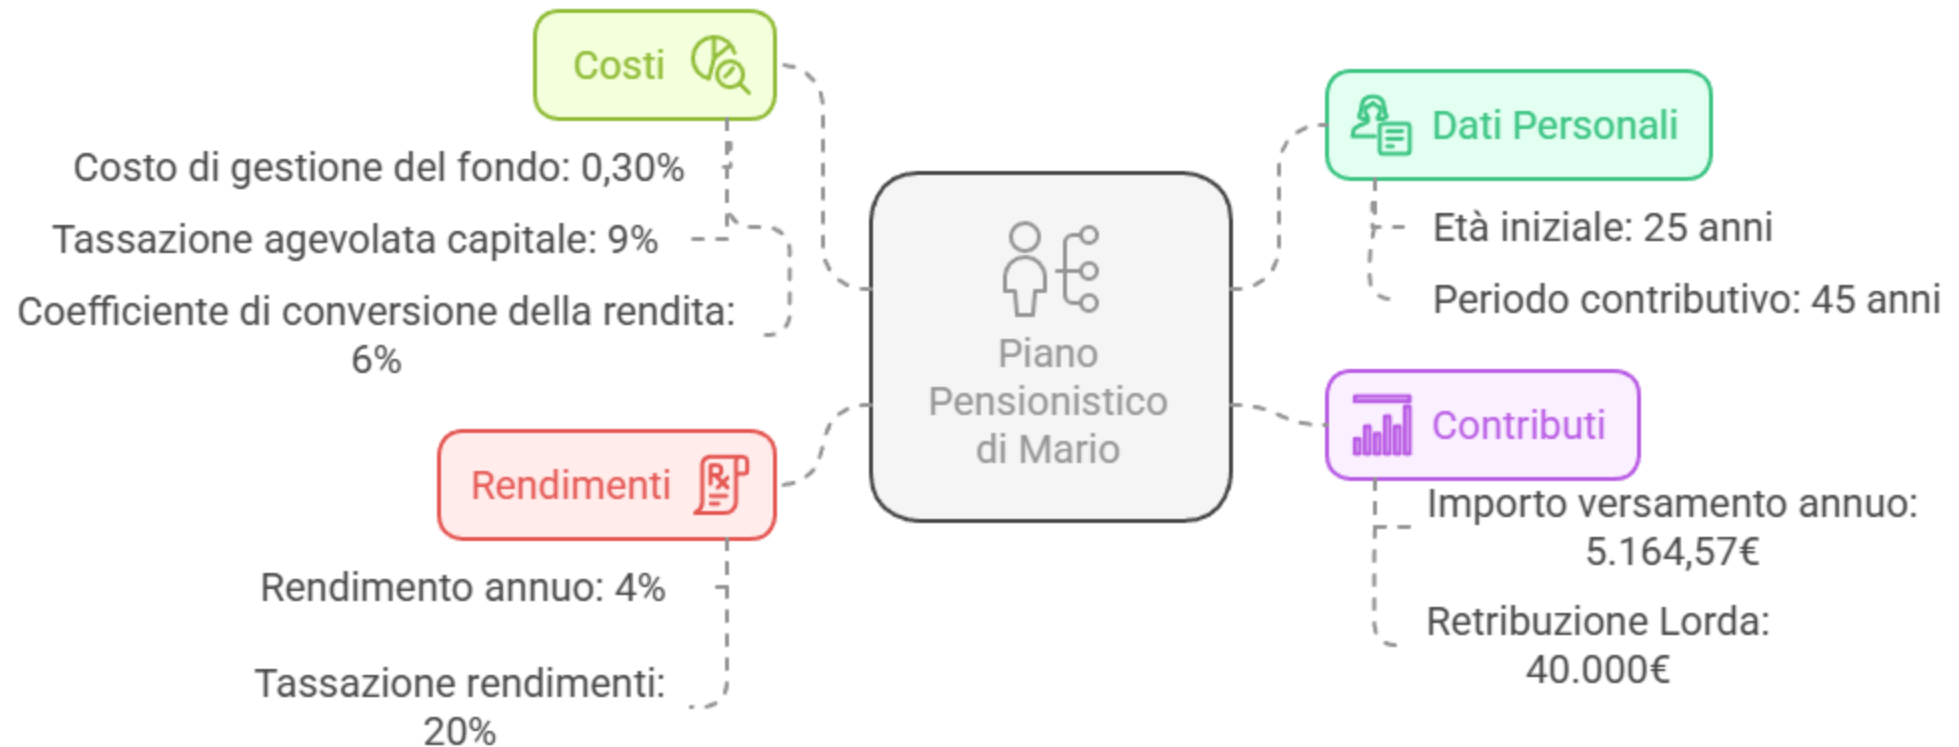 Costi
Costo di gestione del fondo: 0,30%
Tassazione agevolata capitale: 9%
Coefficiente di conversione della rendita:
6%
Rendimenti
Rendimento annuo: 4%
Tassazione rendimenti:
20%
Piano
Pensionistico
di Mario
Dati Personali
Età iniziale: 25 anni
Periodo contributivo: 45 anni
Contributi
Importo versamento annuo:
5.164,57€
Retribuzione Lorda:
40.000€